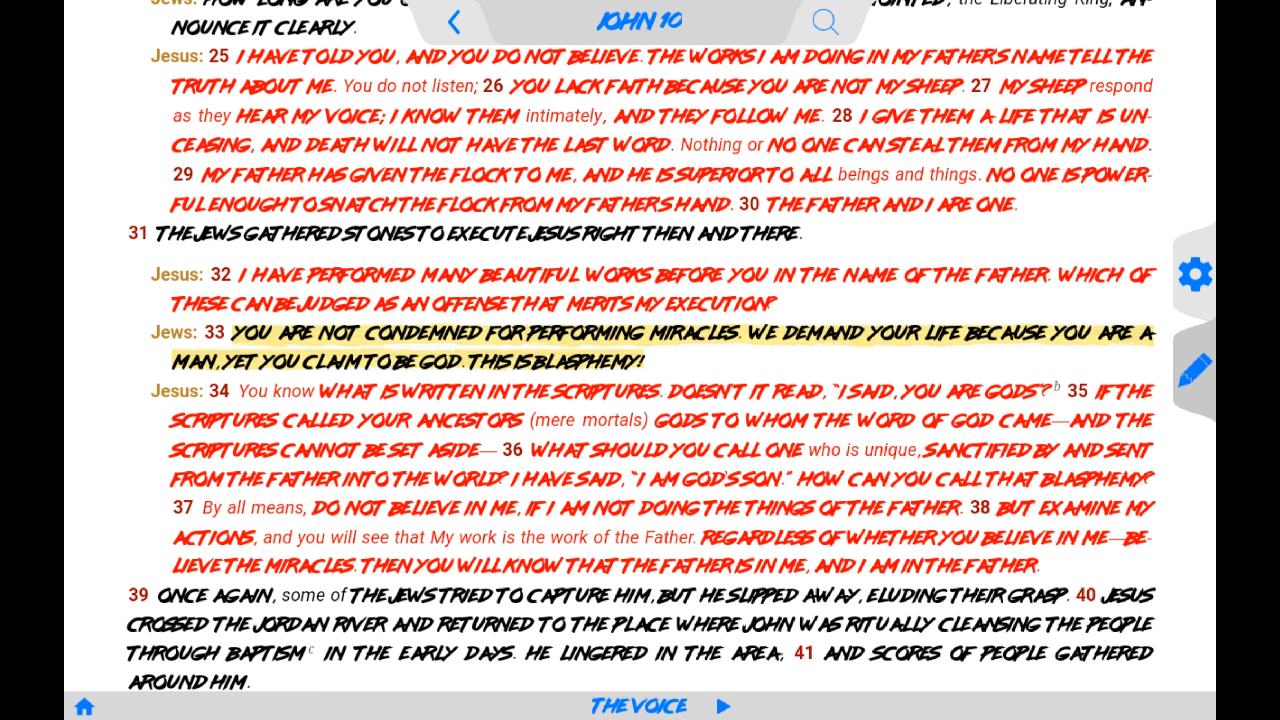 JOHN 10
NOUNCE IT CLEARLY.
Jesus: 25 I HAVE TOLD YOU, AND YOU DO NOT BELIEVE. THE WORKS I AM DOING IN MY FATHER'S NAME TELL THE
TRUTH ABOUT ME. You do not listen; 26 YOU LACK FAITH BECAUSE YOU ARE NOT MY SHEEP. 27 MY SHEEP respond
as they HEAR MY VOICE; I KNOW THEM intimately, AND THEY FOLLOW ME. 28 I GIVE THEM A LIFE THAT IS UN-
CEASING, AND DEATH WILL NOT HAVE THE LAST WORD. Nothing or NO ONE CAN STEAL THEM FROM MY HAND.
29 MY FATHER HAS GIVEN THE FLOCK TO ME, AND HE IS SUPERIOR TO ALL beings and things. NO ONE IS POWER-
FUL ENOUGH TO SNATCH THE FLOCK FROM MY FATHER'S HAND. 30 THE FATHER AND I ARE ONE.
31 THE JEWS GATHERED STONES TO EXECUTE JESUS RIGHT THEN AND THERE.
Jesus: 32 I HAVE PERFORMED MANY BEAUTIFUL WORKS BEFORE YOU IN THE NAME OF THE FATHER. WHICH OF
THESE CAN BE JUDGED AS AN OFFENSE THAT MERITS MY EXECUTION?
Jews: 33 YOU ARE NOT CONDEMNED FOR PERFORMING MIRACLES. WE DEMAND YOUR LIFE BECAUSE YOU ARE A
MAN, YET YOU CLAIM TO BE GOD. THIS IS BLASPHEMY!
Jesus: 34 You know WHAT IS WRITTEN IN THE SCRIPTURES. DOESN'T IT READ, "I SAID, YOU ARE GODS"? b 35 IF THE
SCRIPTURES CALLED YOUR ANCESTORS (mere mortals) GODS TO WHOM THE WORD OF GOD CAME—AND THE
SCRIPTURES CANNOT BE SET ASIDE— 36 WHAT SHOULD YOU CALL ONE who is unique, SANCTIFIED BY AND SENT
FROM THE FATHER INTO THE WORLD? I HAVE SAID, "I AM GOD'S SON." HOW CAN YOU CALL THAT BLASPHEMY?
37 By all means, DO NOT BELIEVE IN ME, IF I AM NOT DOING THE THINGS OF THE FATHER. 38 BUT EXAMINE MY
ACTIONS, and you will see that My work is the work of the Father. REGARDLESS OF WHETHER YOU BELIEVE IN ME—BE-
LIEVE THE MIRACLES. THEN YOU WILL KNOW THAT THE FATHER IS IN ME, AND I AM IN THE FATHER.
39 ONCE AGAIN, some of THE JEWS TRIED TO CAPTURE HIM, BUT HE SLIPPED AWAY, ELUDING THEIR GRASP. 40 JESUS
CROSSED THE JORDAN RIVER AND RETURNED TO THE PLACE WHERE JOHN WAS RITUALLY CLEANSING THE PEOPLE
THROUGH BAPTISM c IN THE EARLY DAYS. HE LINGERED IN THE AREA, 41 AND SCORES OF PEOPLE GATHERED
AROUND HIM.
THE VOICE